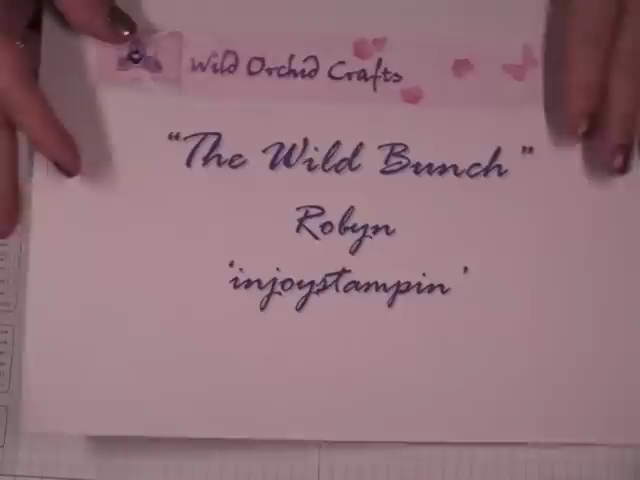 Wild Orchid Crafts
"The Wild Bunch"
Robyn
'injoystampin'